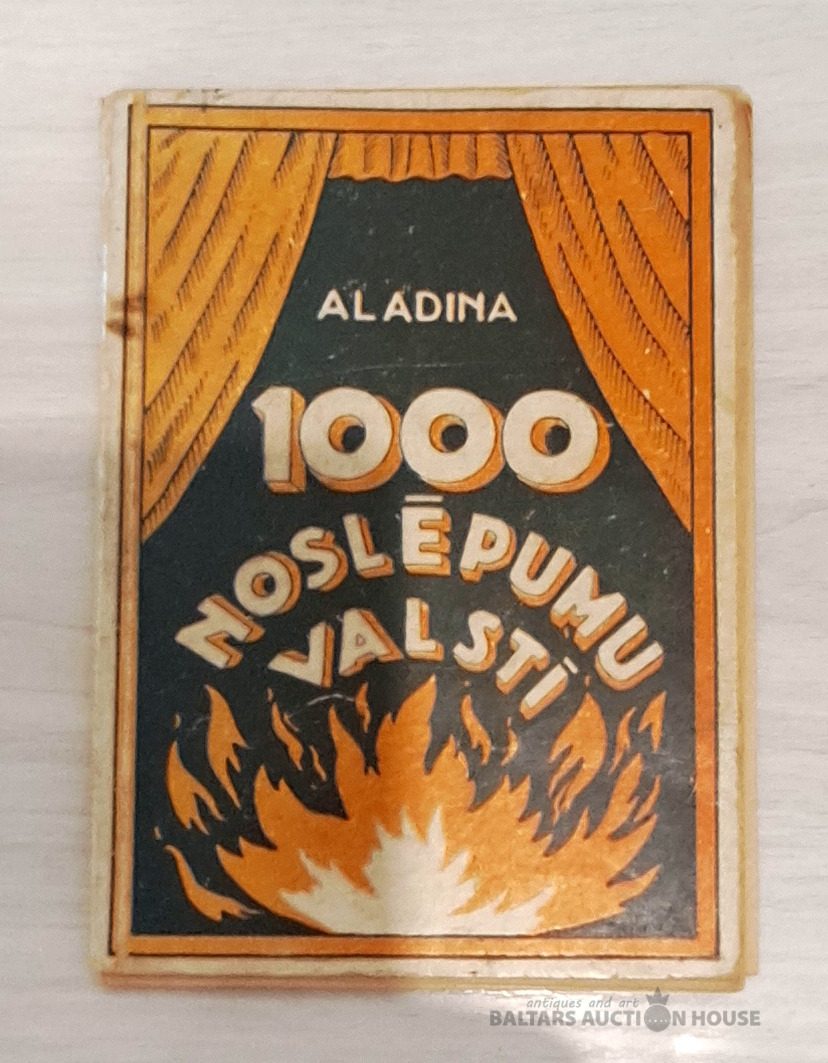 ALADINA
1000
NOSLĒPUMU
VALSTĪ
antiques and art
BALTARS AUCTION HOUSE